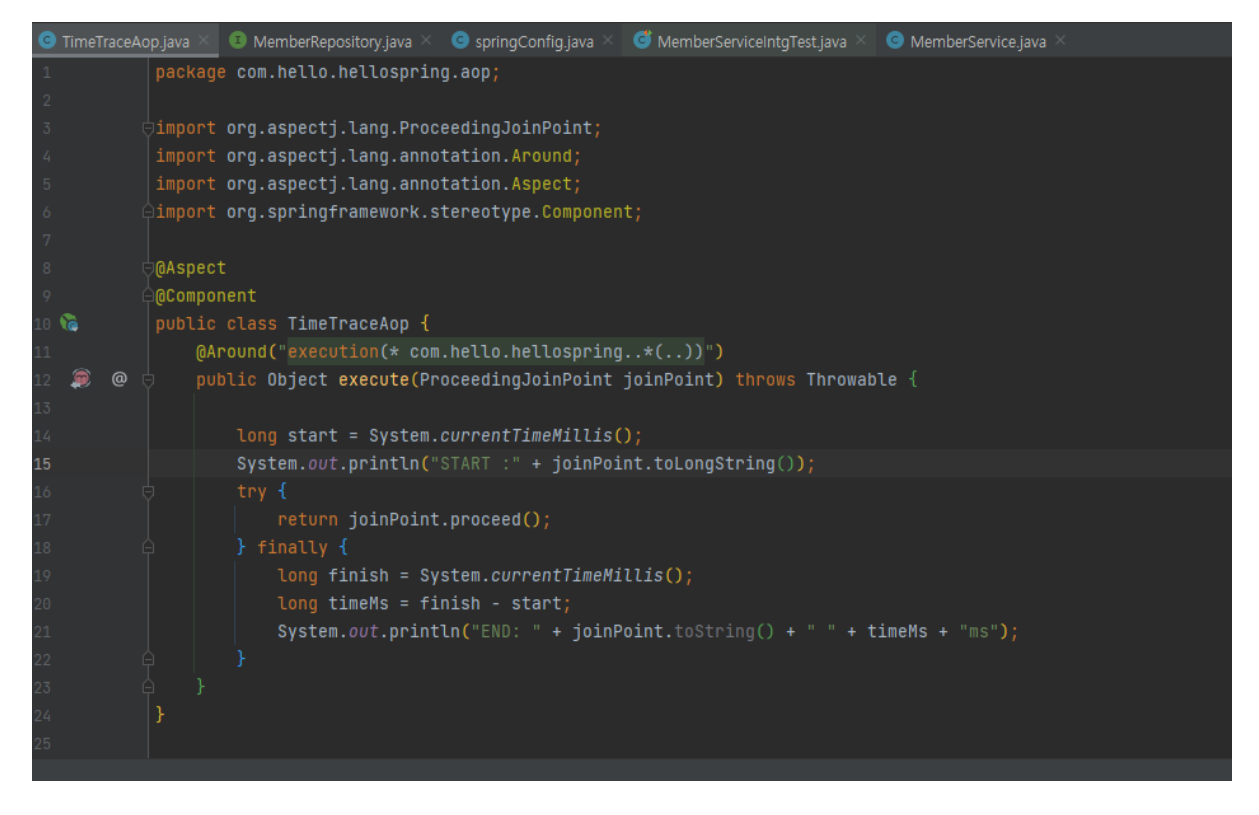 TimeTraceAop.java MemberRepository.java springConfig.java MemberServiceIntgTest.java MemberService.java
1 package com.hello.hellospring.aop;
2
3 import org.aspectj.lang.ProceedingJoinPoint;
4 import org.aspectj.lang.annotation.Around;
5 import org.aspectj.lang.annotation.Aspect;
6 import org.springframework.stereotype.Component;
7
8 @Aspect
9 @Component
10 public class TimeTraceAop {
11 @Around("execution(* com.hello.hellospring..*(..))")
12 @ public Object execute(ProceedingJoinPoint joinPoint) throws Throwable {
13
14 long start = System.currentTimeMillis();
15 System.out.println("START :" + joinPoint.toLongString());
16 try {
17 return joinPoint.proceed();
18 } finally {
19 long finish = System.currentTimeMillis();
20 long timeMs = finish - start;
21 System.out.println("END: " + joinPoint.toString() + " " + timeMs + "ms");
22 }
23 }
24 }
25